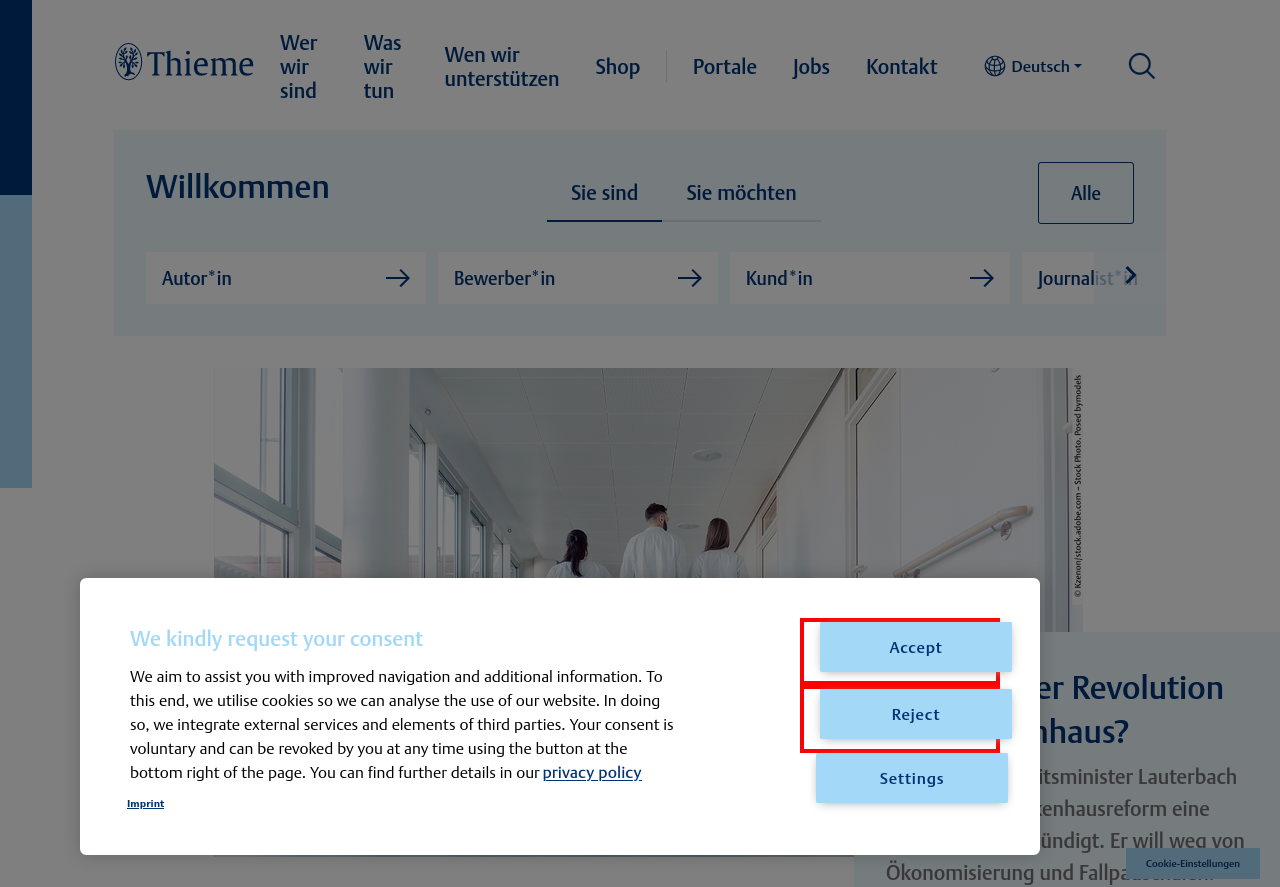 Thieme
Wer wir sind
Was wir tun
Wen wir unterstützen
Shop
Portale
Jobs
Kontakt
Deutsch
Willkommen
Sie sind
Sie möchten
Alle
Autor*in
Bewerber*in
Kund*in
Journalist*in
© Kzenon/stock.adobe.com – Stock Photo. Posed bymodels
er Revolution
nhaus?
itsminister Lauterbach
kenhausreform eine
ündigt. Er will weg von
Ökonomisierung und
We kindly request your consent
We aim to assist you with improved navigation and additional information. To
this end, we utilise cookies so we can analyse the use of our website. In doing
so, we integrate external services and elements of third parties. Your consent is
voluntary and can be revoked by you at any time using the button at the
bottom right of the page. You can find further details in our privacy policy
Imprint
Accept
Reject
Settings
Cookie-Einstellungen